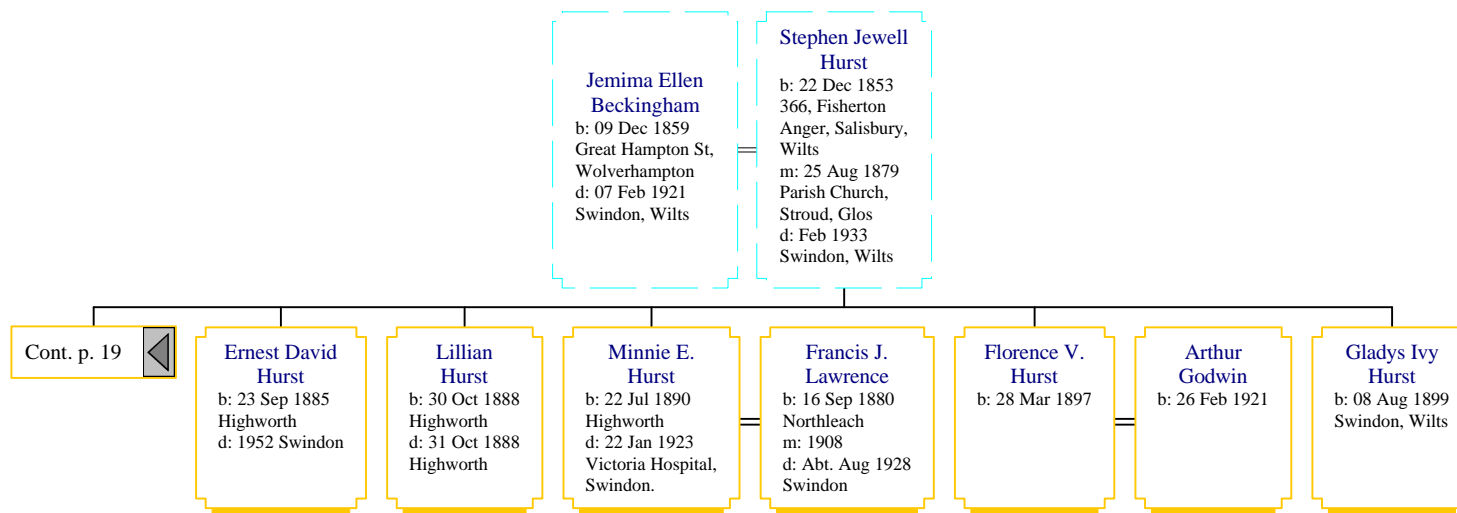 Jemima Ellen
Beckingham
b: 09 Dec 1859
Great Hampton St,
Wolverhampton
d: 07 Feb 1921
Swindon, Wilts
Stephen Jewell
Hurst
b: 22 Dec 1853
366, Fisherton
Anger, Salisbury,
Wilts
m: 25 Aug 1879
Parish Church,
Stroud, Glos
d: Feb 1933
Swindon, Wilts
Cont. p. 19
Ernest David
Hurst
b: 23 Sep 1885
Highworth
d: 1952 Swindon
Lillian
Hurst
b: 30 Oct 1888
Highworth
d: 31 Oct 1888
Highworth
Minnie E.
Hurst
b: 22 Jul 1890
Highworth
d: 22 Jan 1923
Victoria Hospital,
Swindon.
Francis J.
Lawrence
b: 16 Sep 1880
Northleach
m: 1908
d: Abt. Aug 1928
Swindon
Florence V.
Hurst
b: 28 Mar 1897
Arthur
Godwin
b: 26 Feb 1921
Gladys Ivy
Hurst
b: 08 Aug 1899
Swindon, Wilts